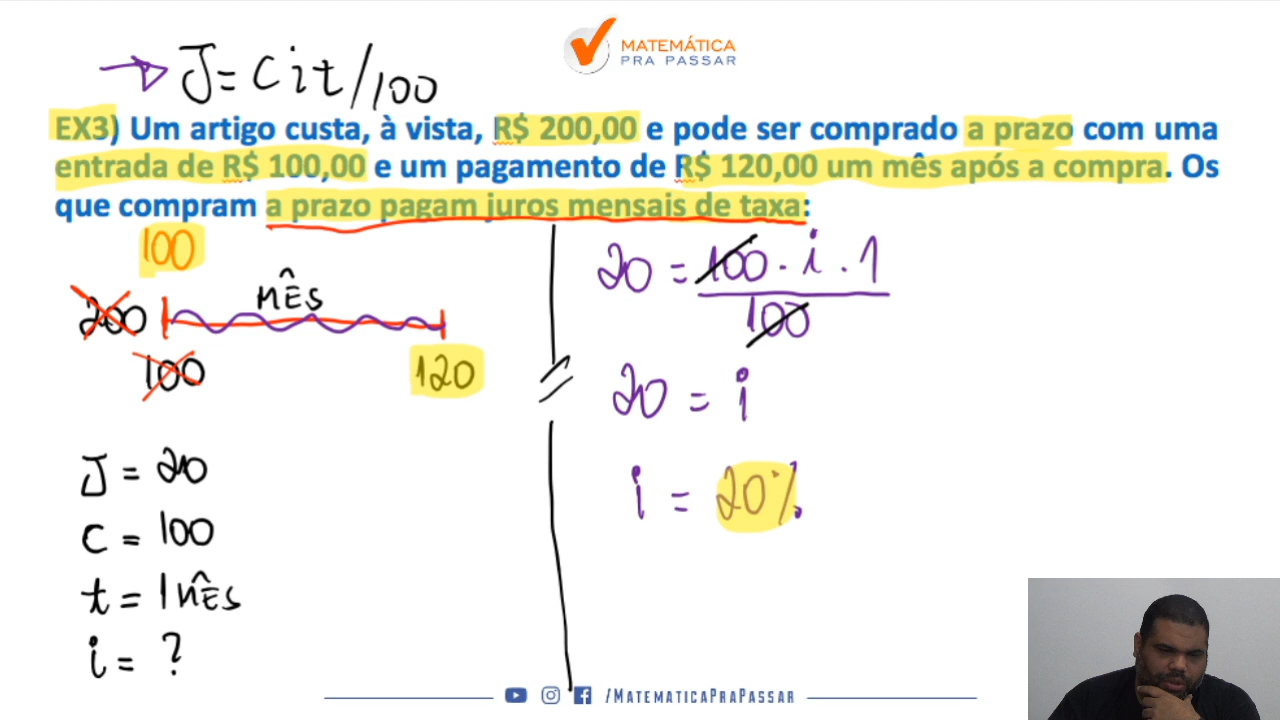 J = C i t / 100
MATEMÁTICA
PRA PASSAR
EX3) Um artigo custa, à vista, R$ 200,00 e pode ser comprado a prazo com uma
entrada de R$ 100,00 e um pagamento de R$ 120,00 um mês após a compra. Os
que compram a prazo pagam juros mensais de taxa:
100
200
MÊS
100
120
J = 20
C = 100
t = 1 MÊS
i = ?
20 = 100 . i . 1
100
20 = i
i = 20%
/MATEMATICAPRAPASSAR